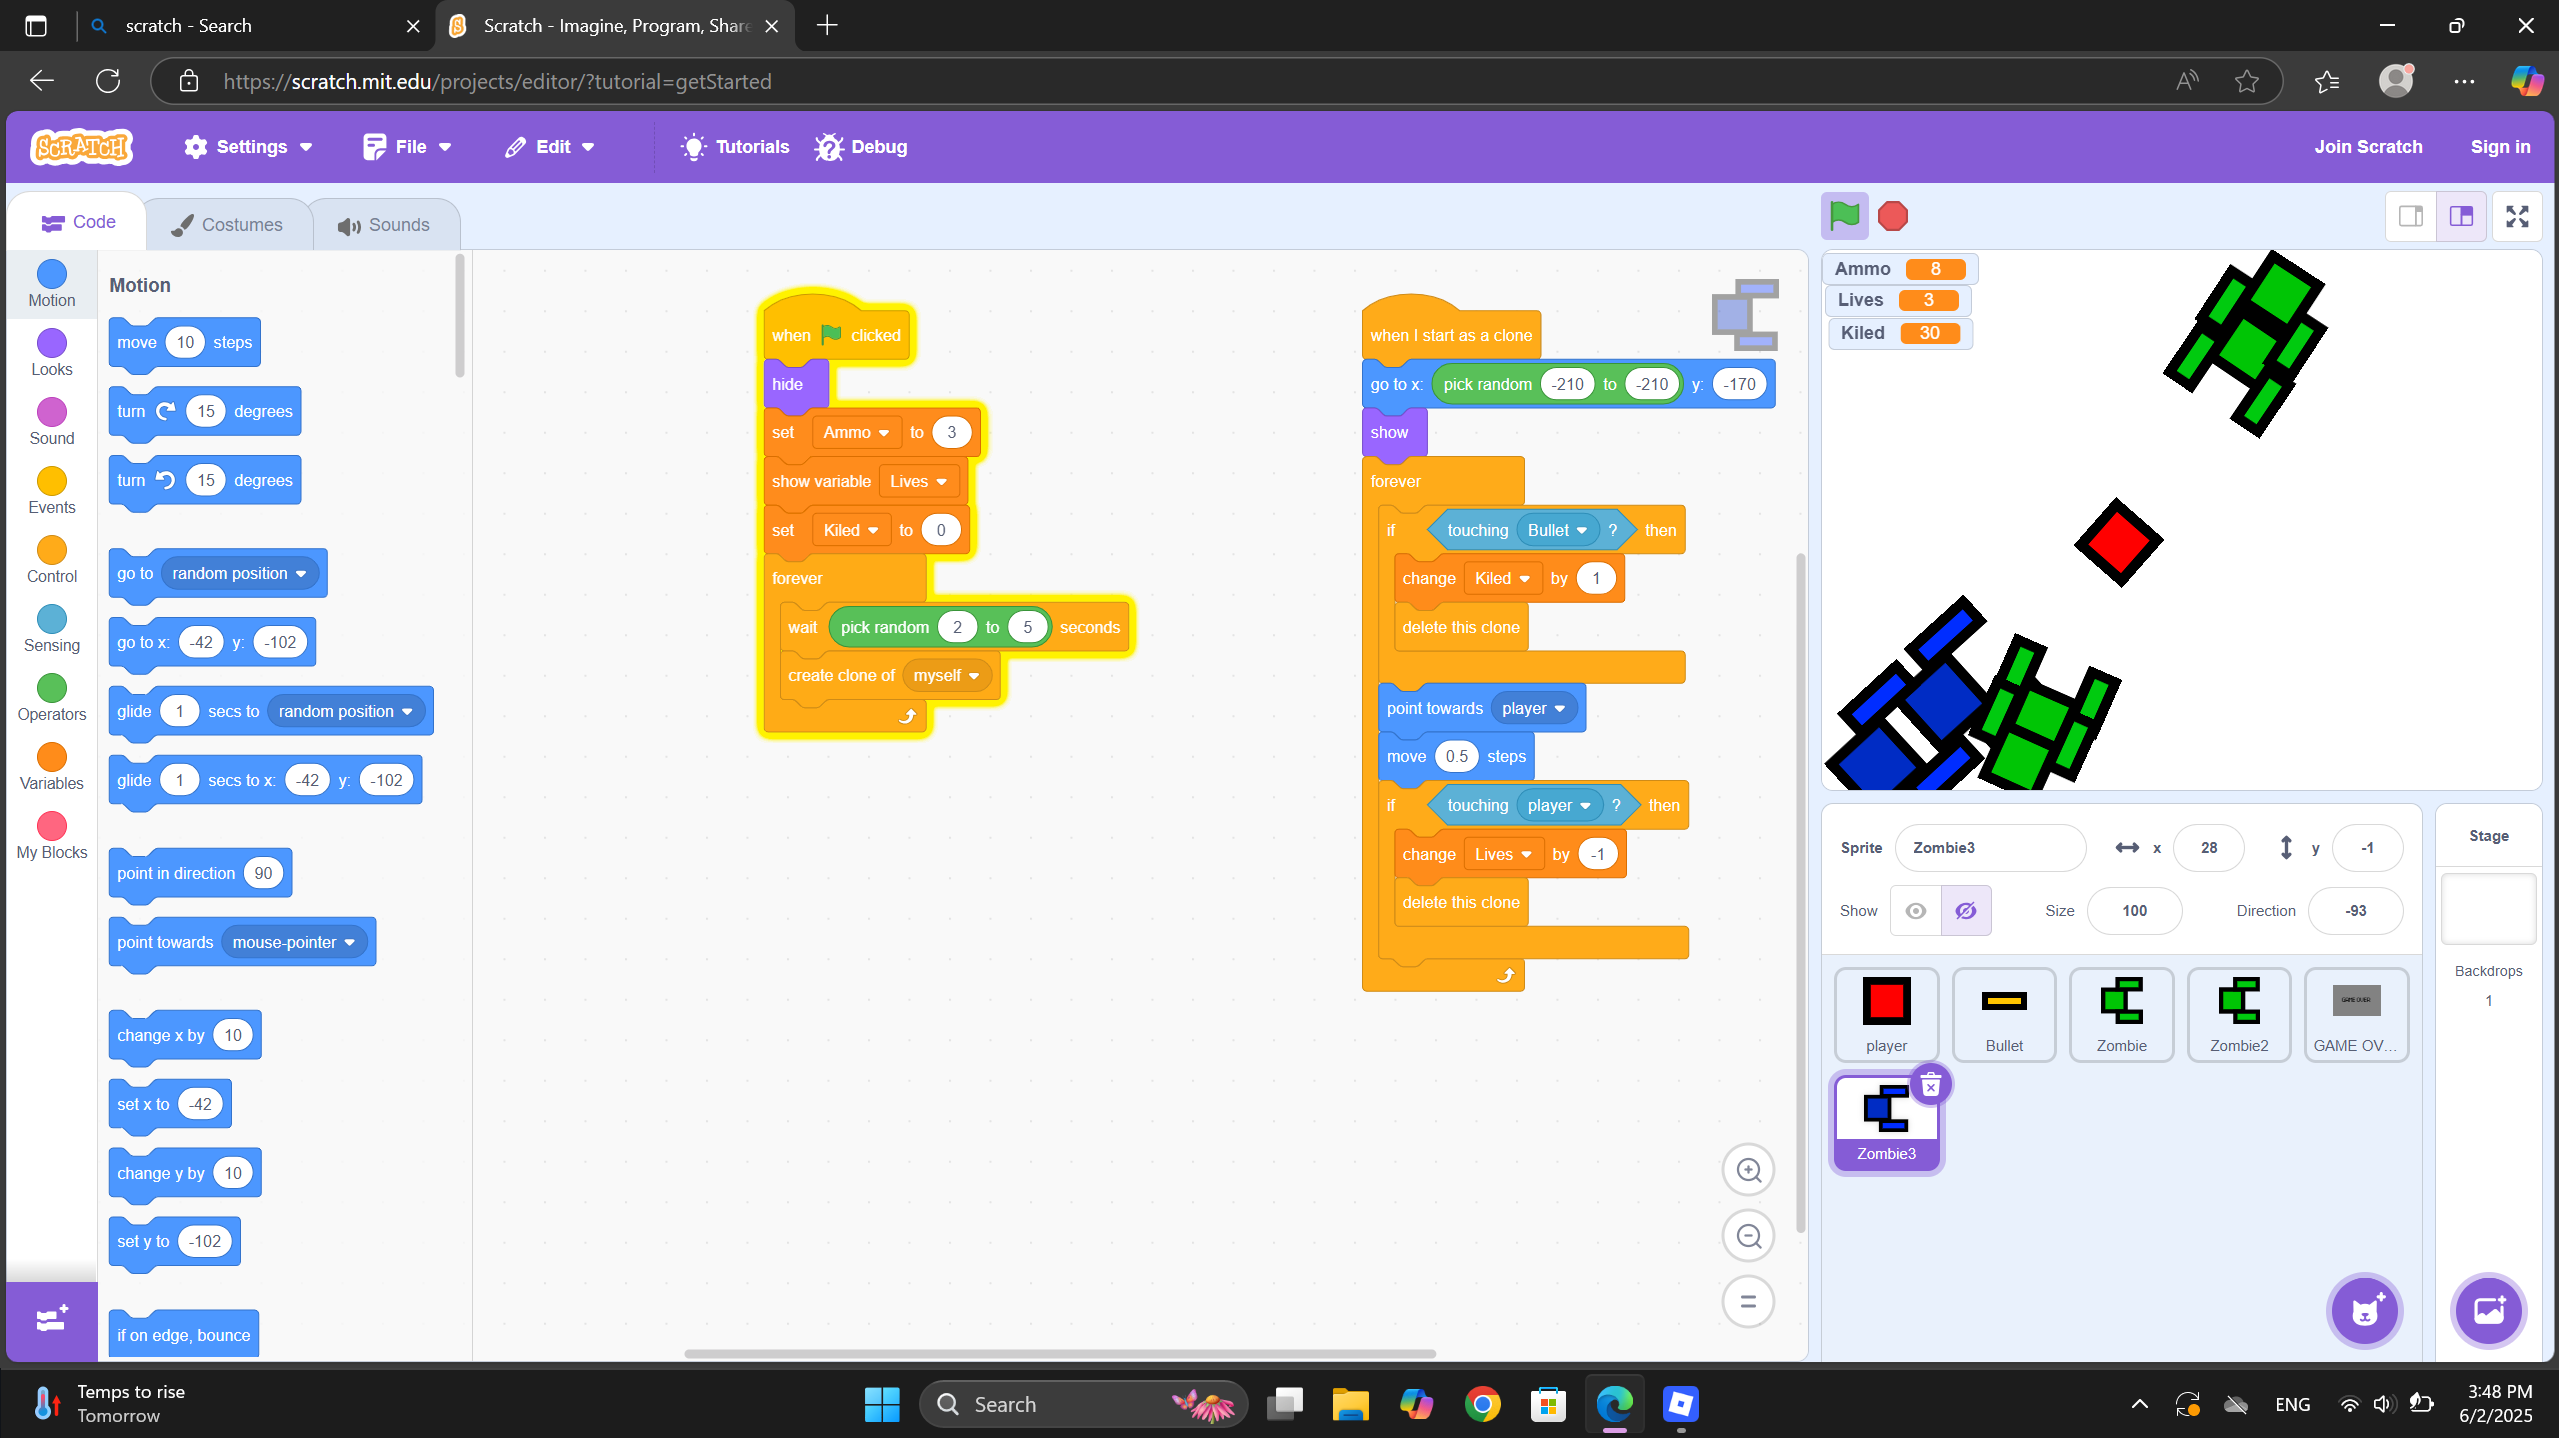 scratch - Search
Scratch - Imagine, Program, Share
https://scratch.mit.edu/projects/editor/?tutorial=getStarted
SCRATCH
Settings
File
Edit
Tutorials
Debug
Join Scratch
Sign in
Code
Costumes
Sounds
Motion
Looks
Sound
Events
Control
Sensing
Operators
Variables
My Blocks
Motion
move 10 steps
turn 15 degrees
turn 15 degrees
go to random position
go to x: -42 y: -102
glide 1 secs to random position
glide 1 secs to x: -42 y: -102
point in direction 90
point towards mouse-pointer
change x by 10
set x to -42
change y by 10
set y to -102
if on edge, bounce
when clicked
hide
set Ammo to 3
show variable Lives
set Kiled to 0
forever
wait pick random 2 to 5 seconds
create clone of myself
when I start as a clone
go to x: pick random -210 to -210 y: -170
show
forever
if touching Bullet ? then
change Kiled by 1
delete this clone
point towards player
move 0.5 steps
if touching player ? then
change Lives by -1
delete this clone
Ammo 8
Lives 3
Kiled 30
Sprite Zombie3 x 28 y -1
Show Size 100 Direction -93
player
Bullet
Zombie
Zombie2
GAME OVER
GAME OV...
Zombie3
Stage
Backdrops
1
Temps to rise
Tomorrow
Search
ENG
3:48 PM
6/2/2025